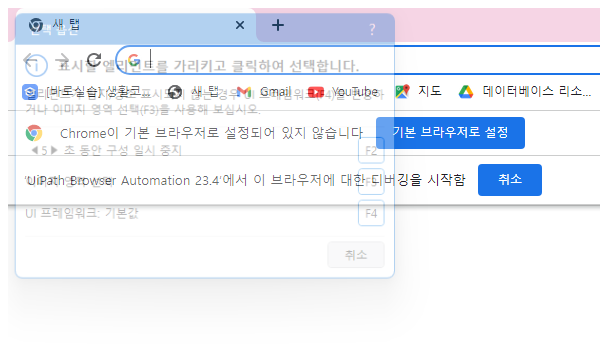 새 탭
선택 옵션
?
표시할 엘리먼트를 가리키고 클릭하여 선택합니다.
[바로실습] 생활코... 새 탭 Gmail YouTube 지도 데이터베이스 리소...
거나 이미지 영역 선택(F3)을 사용해 보십시오.
Chrome이 기본 브라우저로 설정되어 있지 않습니다 기본 브라우저로 설정
5 초 동안 구성 일시 중지 F2
'UiPath Browser Automation 23.4'에서 이 브라우저에 대한 디버깅을 시작함 취소
F3
UI 프레임워크: 기본값 F4
취소